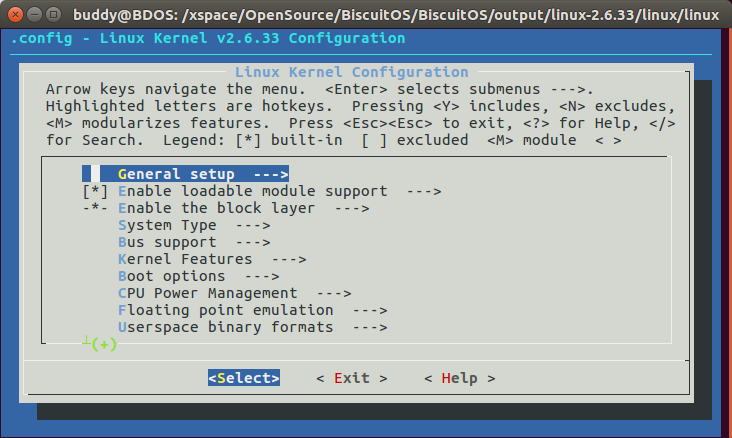 buddy@BDOS: /xspace/OpenSource/BiscuitOS/BiscuitOS/output/linux-2.6.33/linux/linux
.config - Linux Kernel v2.6.33 Configuration
Linux Kernel Configuration
Arrow keys navigate the menu.  <Enter> selects submenus --->.
Highlighted letters are hotkeys.  Pressing <Y> includes, <N> excludes,
<M> modularizes features.  Press <Esc><Esc> to exit, <?> for Help, </>
for Search.  Legend: [*] built-in  [ ] excluded  <M> module  < >
General setup  --->
[*] Enable loadable module support  --->
-*- Enable the block layer  --->
System Type  --->
Bus support  --->
Kernel Features  --->
Boot options  --->
CPU Power Management  --->
Floating point emulation  --->
Userspace binary formats  --->
(+)
<Select>    < Exit >    < Help >